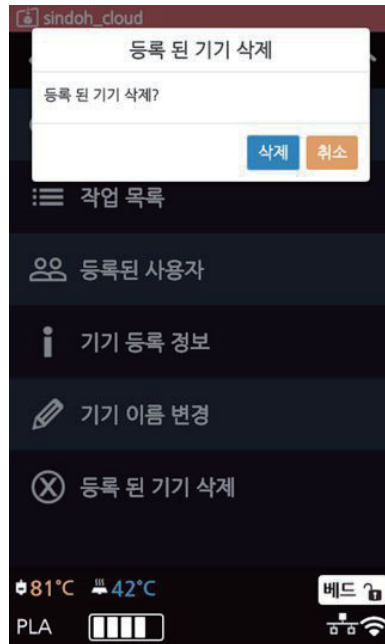 sindoh_cloud
등록 된 기기 삭제
등록 된 기기 삭제?
삭제 취소
작업 목록
등록된 사용자
기기 등록 정보
기기 이름 변경
등록 된 기기 삭제
81°C 42°C
베드
PLA